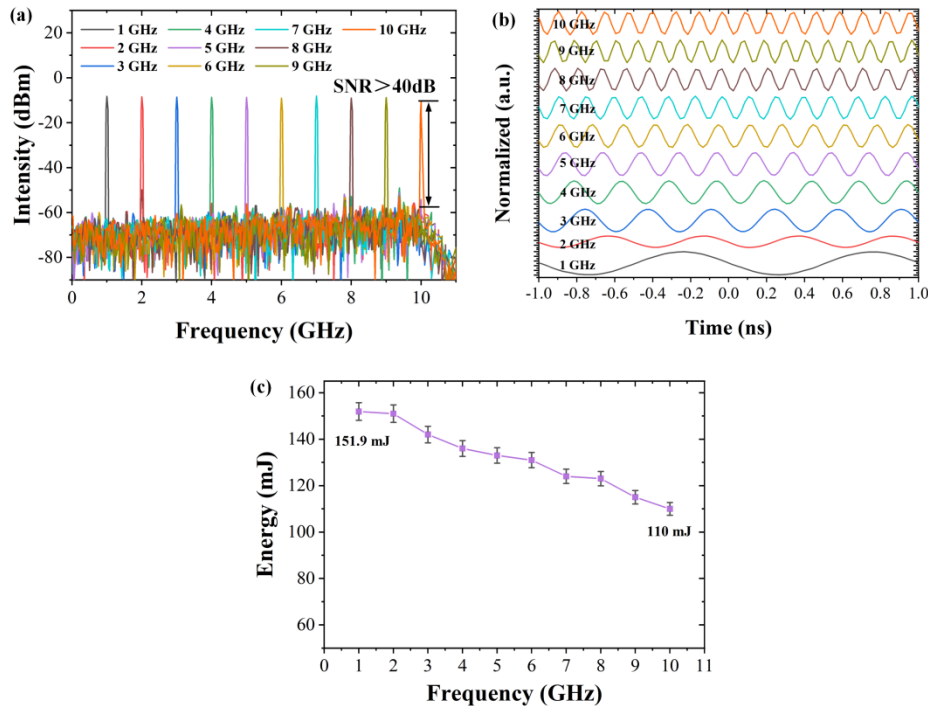 (a)
1 GHz 4 GHz 7 GHz 10 GHz
2 GHz 5 GHz 8 GHz
3 GHz 6 GHz 9 GHz
SNR＞40dB
Intensity (dBm)
20
0
-20
-40
-60
-80
0 2 4 6 8 10
Frequency (GHz)
(b)
10 GHz
9 GHz
8 GHz
7 GHz
6 GHz
5 GHz
4 GHz
3 GHz
2 GHz
1 GHz
Normalized (a.u.)
-1.0 -0.8 -0.6 -0.4 -0.2 0.0 0.2 0.4 0.6 0.8 1.0
Time (ns)
(c)
160
140
120
100
80
60
Energy (mJ)
151.9 mJ
110 mJ
0 1 2 3 4 5 6 7 8 9 10 11
Frequency (GHz)